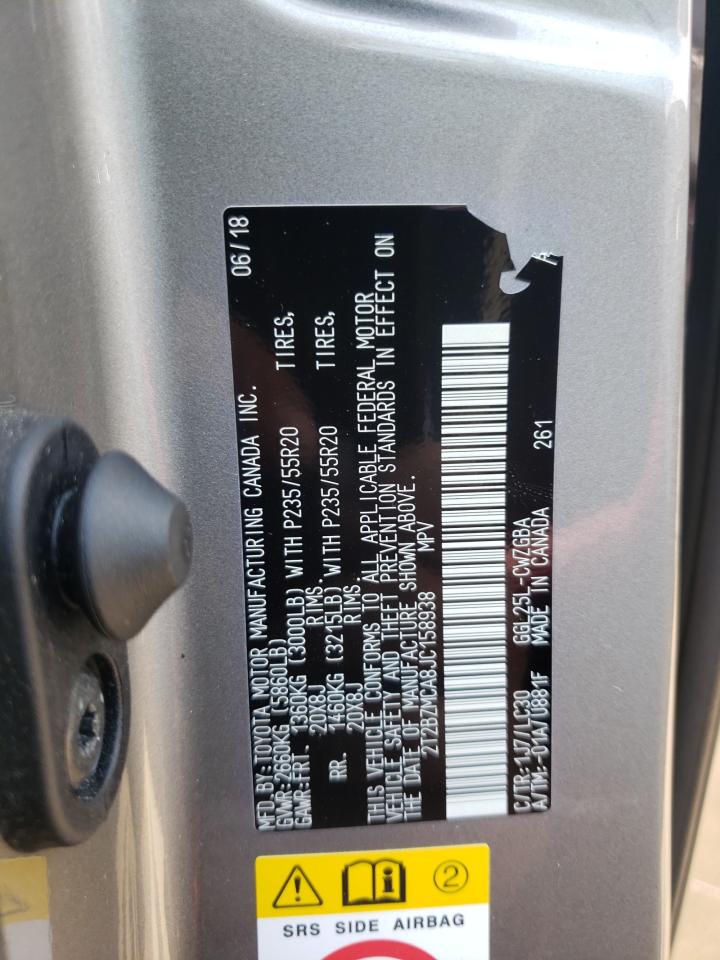 MFD. BY: TOYOTA MOTOR MANUFACTURING CANADA INC. 06/18
GVWR: 2660KG (5860LB)
GAWR: FRT. 1360KG (3000LB) WITH P235/55R20 TIRES,
20X8J RIMS.
RR. 1460KG (3215LB) WITH P235/55R20 TIRES,
20X8J RIMS.
THIS VEHICLE CONFORMS TO ALL APPLICABLE FEDERAL MOTOR
VEHICLE SAFETY AND THEFT PREVENTION STANDARDS IN EFFECT ON
THE DATE OF MANUFACTURE SHOWN ABOVE.
2T2BZMCA8JC158938 MPV
C/TR: 1J7/LC30 GGL25L-CWZGBA
A/TM: -01A/U881F MADE IN CANADA 261
2
SRS SIDE AIRBAG